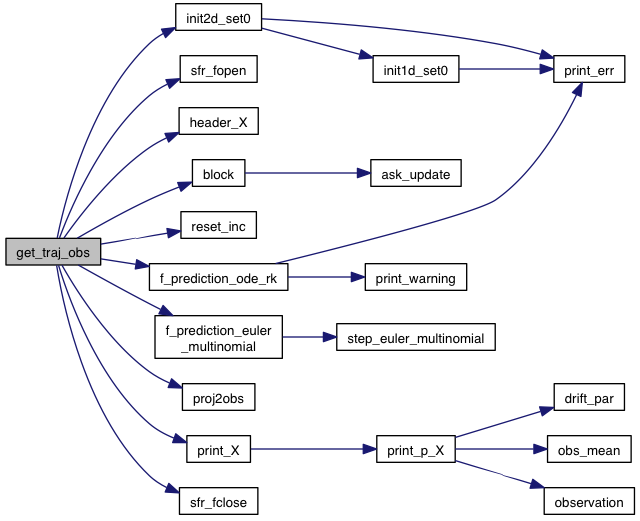 init2d_set0
sfr_fopen
init1d_set0
print_err
header_X
block
ask_update
reset_inc
get_traj_obs
f_prediction_ode_rk
print_warning
f_prediction_euler
_multinomial
step_euler_multinomial
proj2obs
drift_par
print_X
print_p_X
obs_mean
sfr_fclose
observation